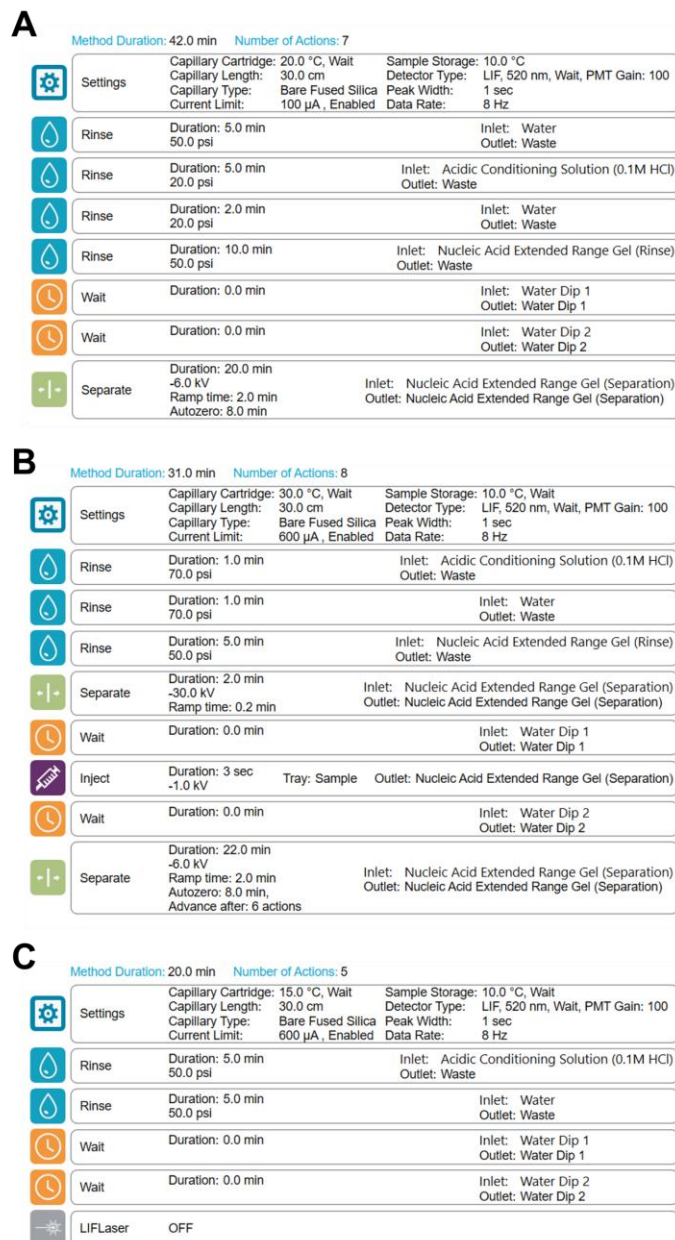 A
Method Duration: 42.0 min Number of Actions: 7
Settings
Capillary Cartridge: 20.0 °C, Wait Sample Storage: 10.0 °C
Capillary Length: 30.0 cm Detector Type: LIF, 520 nm, Wait, PMT Gain: 100
Capillary Type: Bare Fused Silica Peak Width: 1 sec
Current Limit: 100 µA , Enabled Data Rate: 8 Hz
Rinse
Duration: 5.0 min Inlet: Water
50.0 psi Outlet: Waste
Rinse
Duration: 5.0 min Inlet: Acidic Conditioning Solution (0.1M HCl)
20.0 psi Outlet: Waste
Rinse
Duration: 2.0 min Inlet: Water
20.0 psi Outlet: Waste
Rinse
Duration: 10.0 min Inlet: Nucleic Acid Extended Range Gel (Rinse)
50.0 psi Outlet: Waste
Wait
Duration: 0.0 min Inlet: Water Dip 1
Outlet: Water Dip 1
Wait
Duration: 0.0 min Inlet: Water Dip 2
Outlet: Water Dip 2
Separate
Duration: 20.0 min
-6.0 kV Inlet: Nucleic Acid Extended Range Gel (Separation)
Ramp time: 2.0 min Outlet: Nucleic Acid Extended Range Gel (Separation)
Autozero: 8.0 min
B
Method Duration: 31.0 min Number of Actions: 8
Settings
Capillary Cartridge: 30.0 °C, Wait Sample Storage: 10.0 °C, Wait
Capillary Length: 30.0 cm Detector Type: LIF, 520 nm, Wait, PMT Gain: 100
Capillary Type: Bare Fused Silica Peak Width: 1 sec
Current Limit: 600 µA , Enabled Data Rate: 8 Hz
Rinse
Duration: 1.0 min Inlet: Acidic Conditioning Solution (0.1M HCl)
70.0 psi Outlet: Waste
Rinse
Duration: 1.0 min Inlet: Water
70.0 psi Outlet: Waste
Rinse
Duration: 5.0 min Inlet: Nucleic Acid Extended Range Gel (Rinse)
50.0 psi Outlet: Waste
Separate
Duration: 2.0 min
-30.0 kV Inlet: Nucleic Acid Extended Range Gel (Separation)
Ramp time: 0.2 min Outlet: Nucleic Acid Extended Range Gel (Separation)
Wait
Duration: 0.0 min Inlet: Water Dip 1
Outlet: Water Dip 1
Inject
Duration: 3 sec Tray: Sample Outlet: Nucleic Acid Extended Range Gel (Separation)
-1.0 kV
Wait
Duration: 0.0 min Inlet: Water Dip 2
Outlet: Water Dip 2
Separate
Duration: 22.0 min
-6.0 kV Inlet: Nucleic Acid Extended Range Gel (Separation)
Ramp time: 2.0 min Outlet: Nucleic Acid Extended Range Gel (Separation)
Autozero: 8.0 min,
Advance after: 6 actions
C
Method Duration: 20.0 min Number of Actions: 5
Settings
Capillary Cartridge: 15.0 °C, Wait Sample Storage: 10.0 °C, Wait
Capillary Length: 30.0 cm Detector Type: LIF, 520 nm, Wait, PMT Gain: 100
Capillary Type: Bare Fused Silica Peak Width: 1 sec
Current Limit: 600 µA , Enabled Data Rate: 8 Hz
Rinse
Duration: 5.0 min Inlet: Acidic Conditioning Solution (0.1M HCl)
50.0 psi Outlet: Waste
Rinse
Duration: 5.0 min Inlet: Water
50.0 psi Outlet: Waste
Wait
Duration: 0.0 min Inlet: Water Dip 1
Outlet: Water Dip 1
Wait
Duration: 0.0 min Inlet: Water Dip 2
Outlet: Water Dip 2
LIFLaser OFF